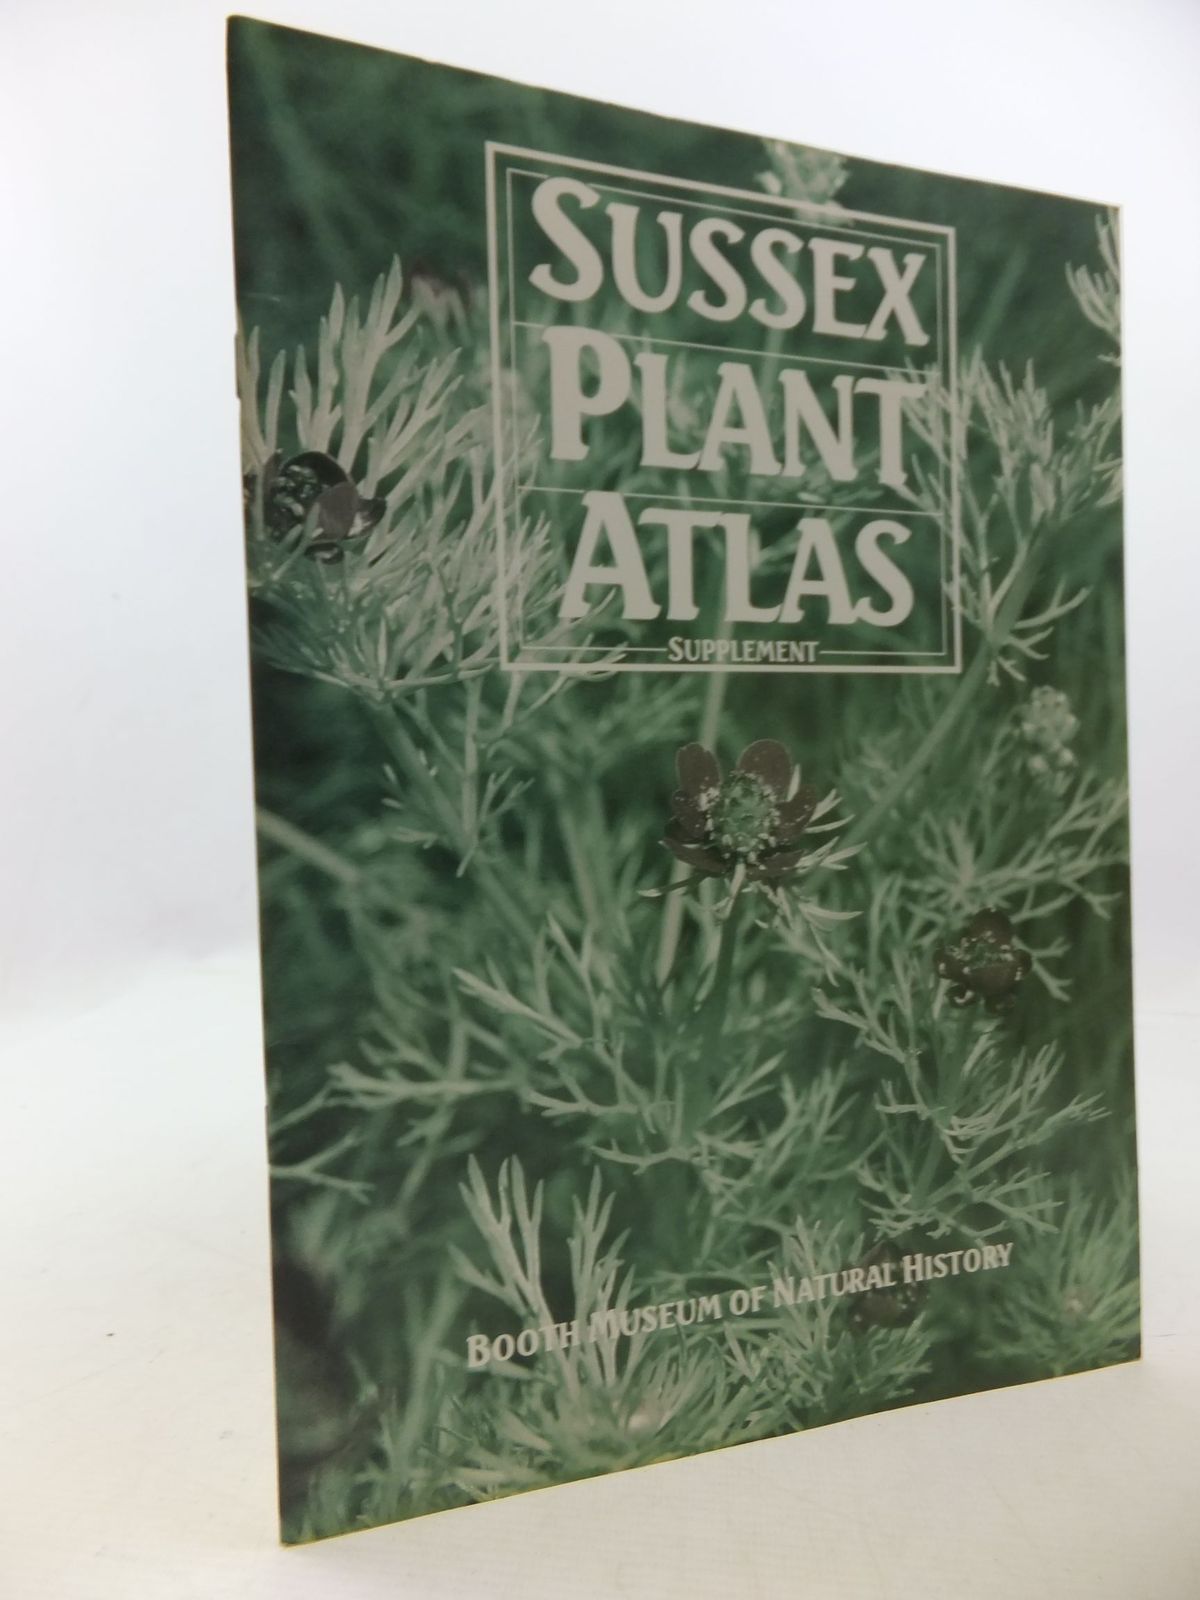 SUSSEX
PLANT
ATLAS
SUPPLEMENT
BOOTH MUSEUM OF NATURAL HISTORY